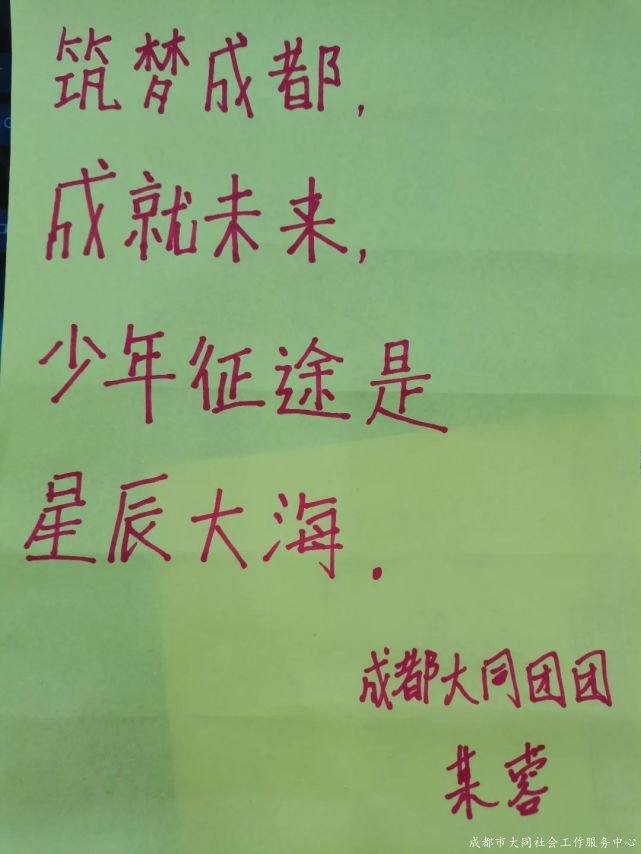 筑梦成都，
成就未来，
少年征途是
星辰大海.
成都大同团团
某蓉
成都市大同社会工作服务中心